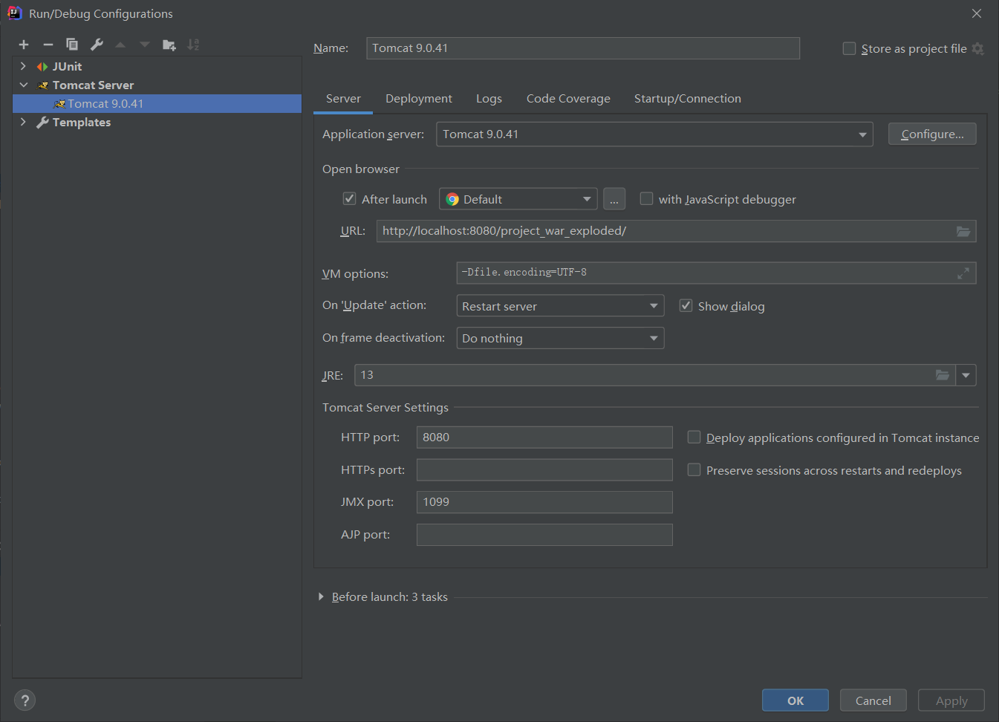 Run/Debug Configurations
Name: Tomcat 9.0.41 Store as project file
JUnit
Tomcat Server
Tomcat 9.0.41
Templates
Server Deployment Logs Code Coverage Startup/Connection
Application server: Tomcat 9.0.41 Configure...
Open browser
After launch Default ... with JavaScript debugger
URL: http://localhost:8080/project_war_exploded/
VM options: -Dfile.encoding=UTF-8
On 'Update' action: Restart server Show dialog
On frame deactivation: Do nothing
JRE: 13
Tomcat Server Settings
HTTP port: 8080 Deploy applications configured in Tomcat instance
HTTPs port: Preserve sessions across restarts and redeploys
JMX port: 1099
AJP port:
Before launch: 3 tasks
? OK Cancel Apply